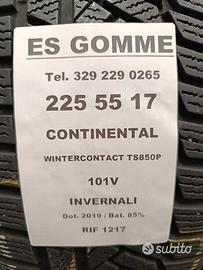 ES GOMME
Tel. 329 229 0265
225 55 17
CONTINENTAL
WINTERCONTACT TS850P
101V
INVERNALI
Dot. 2019 / Bat. 85%
RIF 1217
subito